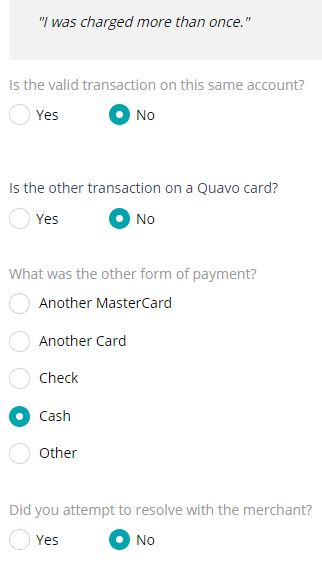 "I was charged more than once."
Is the valid transaction on this same account?
Yes No
Is the other transaction on a Quavo card?
Yes No
What was the other form of payment?
Another MasterCard
Another Card
Check
Cash
Other
Did you attempt to resolve with the merchant?
Yes No